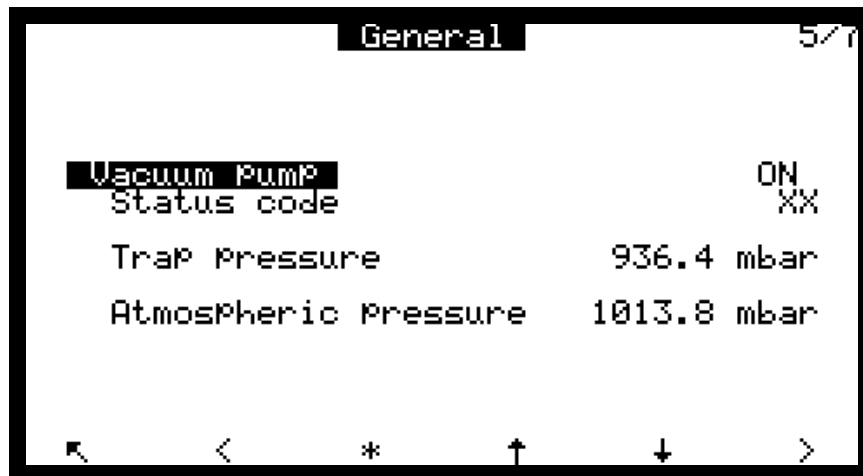 General 5/7
Vacuum pump ON
Status code XX
Trap pressure 936.4 mbar
Atmospheric pressure 1013.8 mbar
↖ < * ↑ ↓ >